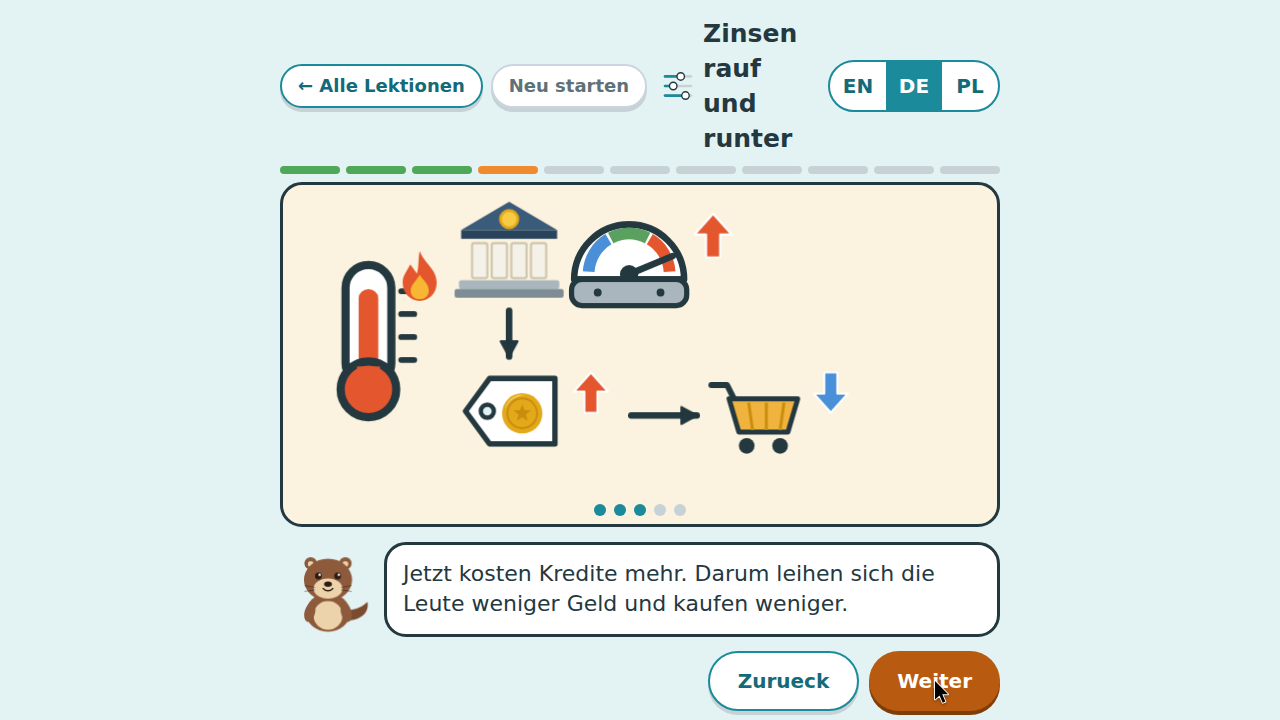 ← Alle Lektionen
Neu starten
Zinsen
rauf
und
runter
EN DE PL
Jetzt kosten Kredite mehr. Darum leihen sich die
Leute weniger Geld und kaufen weniger.
Zurueck
Weiter